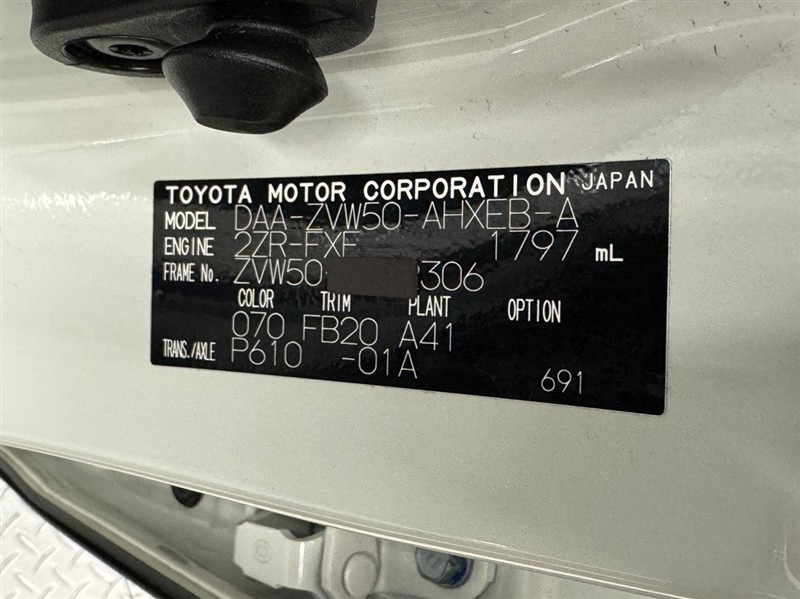 TOYOTA MOTOR CORPORATION JAPAN
MODEL DAA-ZVW50-AHXEB-A
ENGINE 2ZR-FXE 1797 mL
FRAME No. ZVW50- 306
COLOR TRIM PLANT OPTION
070 FB20 A41
TRANS./AXLE P610 -01A
691